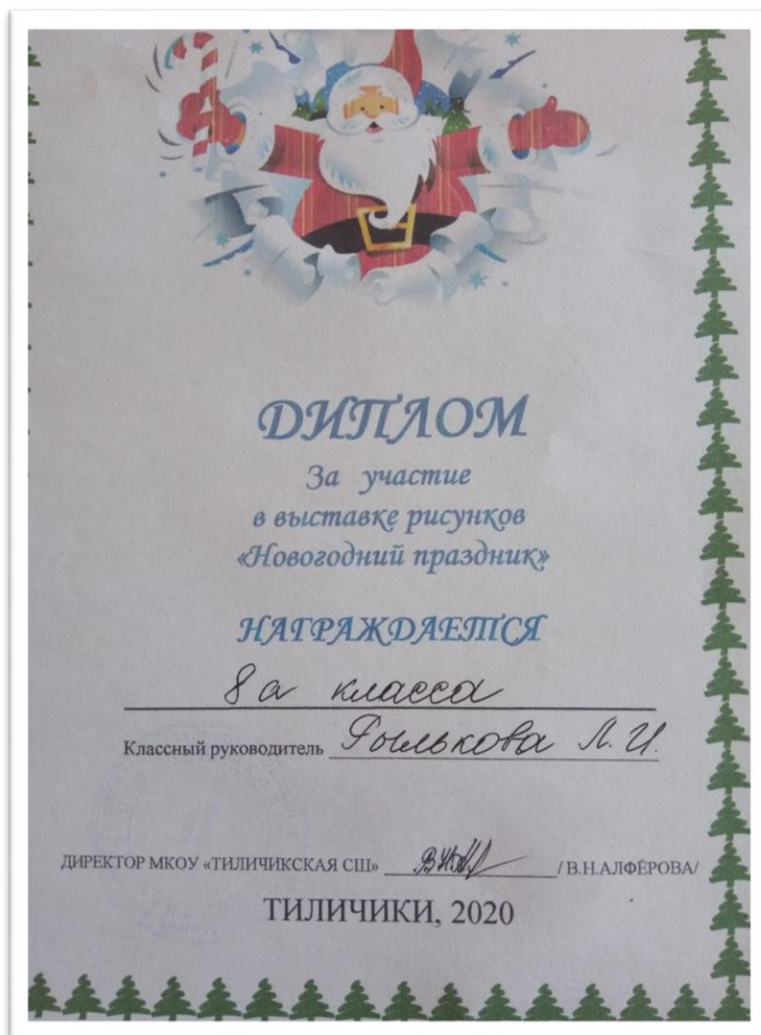 ДИПЛОМ
За участие
в выставке рисунков
«Новогодний праздник»
НАГРАЖДАЕТСЯ
8а класса
Классный руководитель Рылькова Л. И.
ДИРЕКТОР МКОУ «ТИЛИЧИКСКАЯ СШ» / В.Н.АЛФЁРОВА/
ТИЛИЧИКИ, 2020